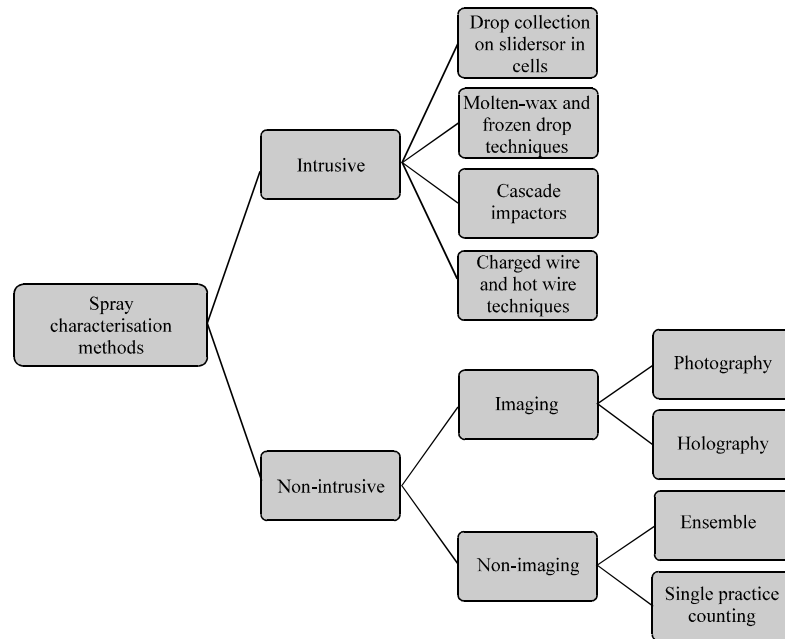 Drop collection
on slidersor in
cells
Molten-wax and
frozen drop
techniques
Intrusive
Cascade
impactors
Charged wire
and hot wire
techniques
Spray
characterisation
methods
Photography
Imaging
Holography
Non-intrusive
Ensemble
Non-imaging
Single practice
counting